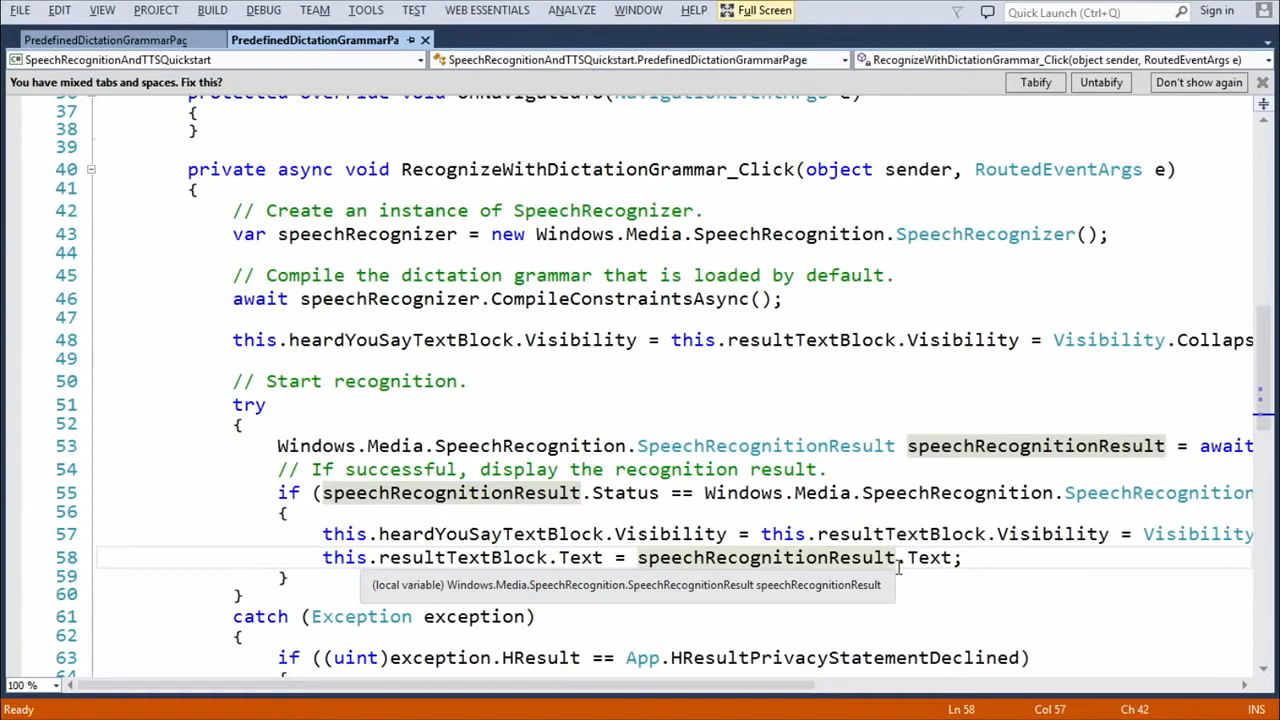 FILE EDIT VIEW PROJECT BUILD DEBUG TEAM TOOLS TEST WEB ESSENTIALS ANALYZE WINDOW HELP Full Screen Quick Launch (Ctrl+Q) Sign in
PredefinedDictationGrammarPag PredefinedDictationGrammarPa
SpeechRecognitionAndTTSQuickstart SpeechRecognitionAndTTSQuickstart.PredefinedDictationGrammarPage RecognizeWithDictationGrammar_Click(object sender, RoutedEventArgs e)
You have mixed tabs and spaces. Fix this? Tabify Untabify Don't show again
36 protected override void OnNavigatedTo(NavigationEventArgs e)
37 {
38 }
39
40 private async void RecognizeWithDictationGrammar_Click(object sender, RoutedEventArgs e)
41 {
42 // Create an instance of SpeechRecognizer.
43 var speechRecognizer = new Windows.Media.SpeechRecognition.SpeechRecognizer();
44
45 // Compile the dictation grammar that is loaded by default.
46 await speechRecognizer.CompileConstraintsAsync();
47
48 this.heardYouSayTextBlock.Visibility = this.resultTextBlock.Visibility = Visibility.Collaps
49
50 // Start recognition.
51 try
52 {
53 Windows.Media.SpeechRecognition.SpeechRecognitionResult speechRecognitionResult = await
54 // If successful, display the recognition result.
55 if (speechRecognitionResult.Status == Windows.Media.SpeechRecognition.SpeechRecognition
56 {
57 this.heardYouSayTextBlock.Visibility = this.resultTextBlock.Visibility = Visibility
58 this.resultTextBlock.Text = speechRecognitionResult.Text;
59 }
(local variable) Windows.Media.SpeechRecognition.SpeechRecognitionResult speechRecognitionResult
60 }
61 catch (Exception exception)
62 {
63 if ((uint)exception.HResult == App.HResultPrivacyStatementDeclined)
64 {
100 %
Ready Ln 58 Col 57 Ch 42 INS